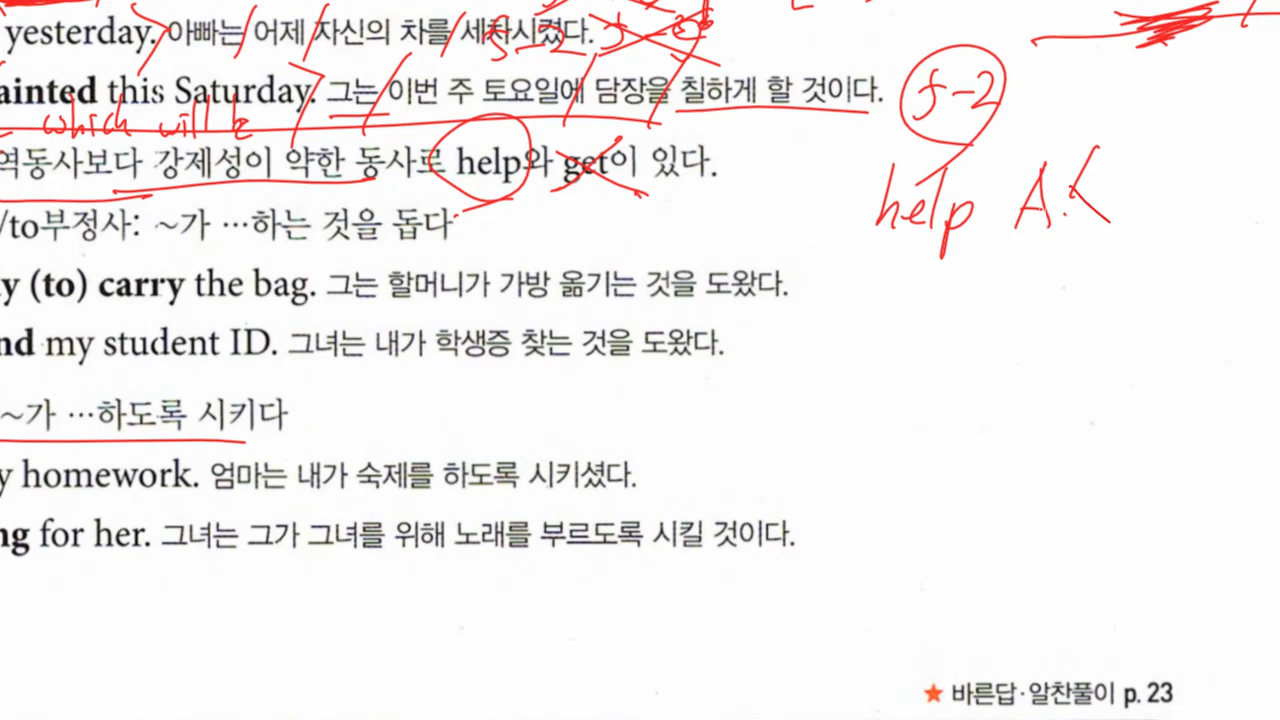 yesterday. 아빠는 어제 자신의 차를 세차시켰다. 5-2
ainted this Saturday. 그는 이번 주 토요일에 담장을 칠하게 할 것이다. 5-2
which will
역동사보다 강제성이 약한 동사로 help와 get이 있다.
help A
/to부정사: ~가 …하는 것을 돕다
y (to) carry the bag. 그는 할머니가 가방 옮기는 것을 도왔다.
nd my student ID. 그녀는 내가 학생증 찾는 것을 도왔다.
~가 …하도록 시키다
y homework. 엄마는 내가 숙제를 하도록 시키셨다.
ng for her. 그녀는 그가 그녀를 위해 노래를 부르도록 시킬 것이다.
★ 바른답·알찬풀이 p. 23